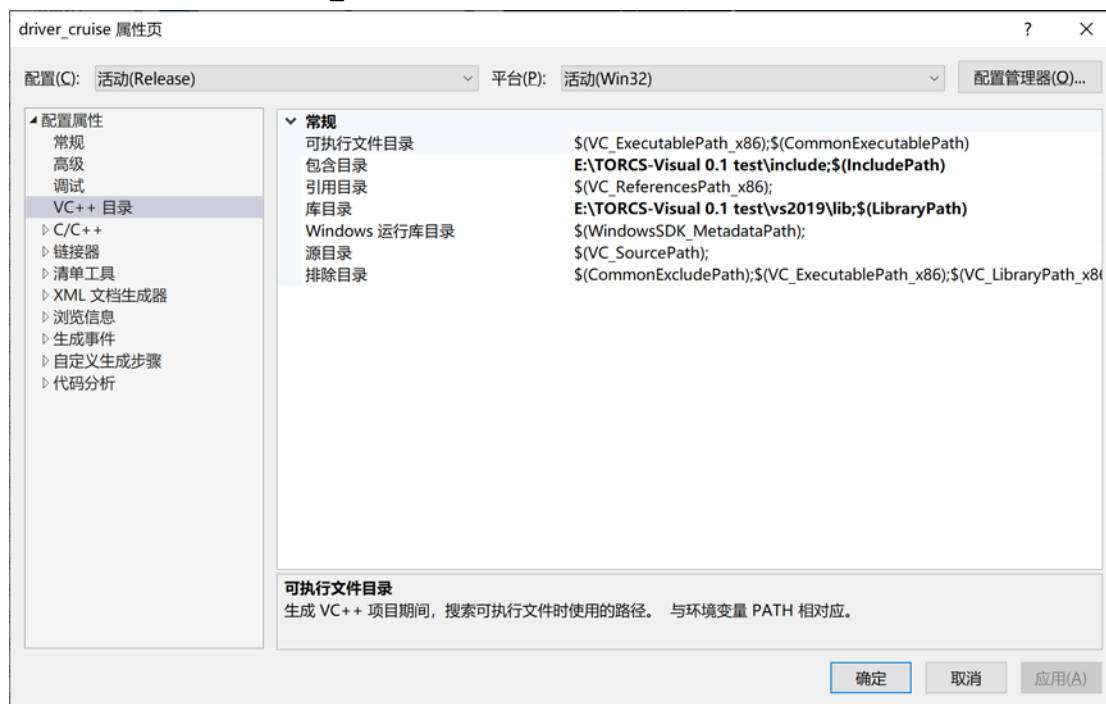 driver_cruise 属性页
?
配置(C): 活动(Release) 平台(P): 活动(Win32) 配置管理器(O)...
配置属性
常规
高级
调试
VC++ 目录
C/C++
链接器
清单工具
XML 文档生成器
浏览信息
生成事件
自定义生成步骤
代码分析
常规
可执行文件目录 $(VC_ExecutablePath_x86);$(CommonExecutablePath)
包含目录 E:\TORCS-Visual 0.1 test\include;$(IncludePath)
引用目录 $(VC_ReferencesPath_x86);
库目录 E:\TORCS-Visual 0.1 test\vs2019\lib;$(LibraryPath)
Windows 运行库目录 $(WindowsSDK_MetadataPath);
源目录 $(VC_SourcePath);
排除目录 $(CommonExcludePath);$(VC_ExecutablePath_x86);$(VC_LibraryPath_x86
可执行文件目录
生成 VC++ 项目期间，搜索可执行文件时使用的路径。 与环境变量 PATH 相对应。
确定 取消 应用(A)